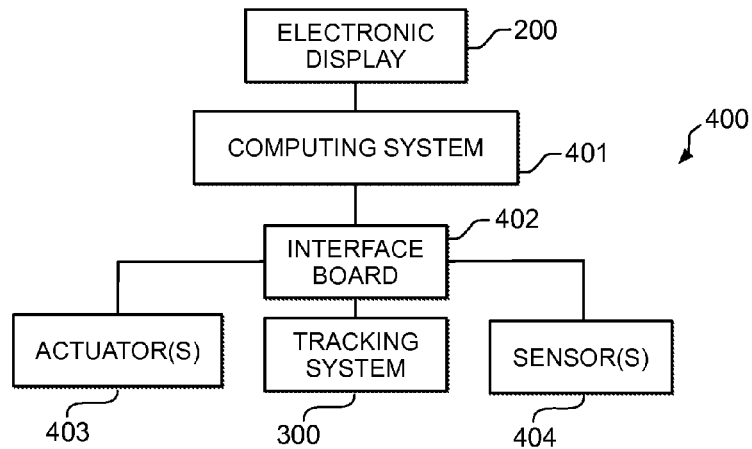 ELECTRONIC
DISPLAY
200
COMPUTING SYSTEM
401
400
402
INTERFACE
BOARD
ACTUATOR(S)
TRACKING
SYSTEM
SENSOR(S)
403
300
404